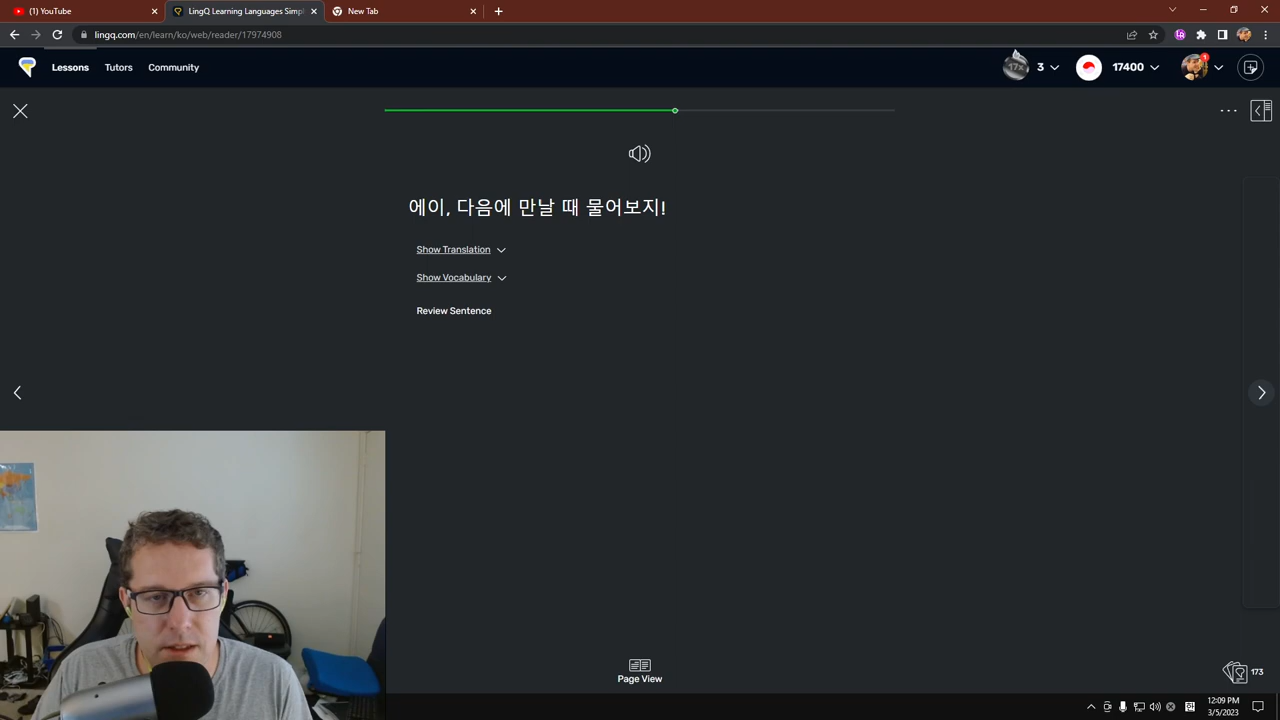 (1) YouTube
LingQ Learning Languages Simpl
New Tab
lingq.com/en/learn/ko/web/reader/17974908
Lessons Tutors Community
17x 3 17400 1
에이, 다음에 만날 때 물어보지!
Show Translation
Show Vocabulary
Review Sentence
Page View
173
12:09 PM
3/5/2023